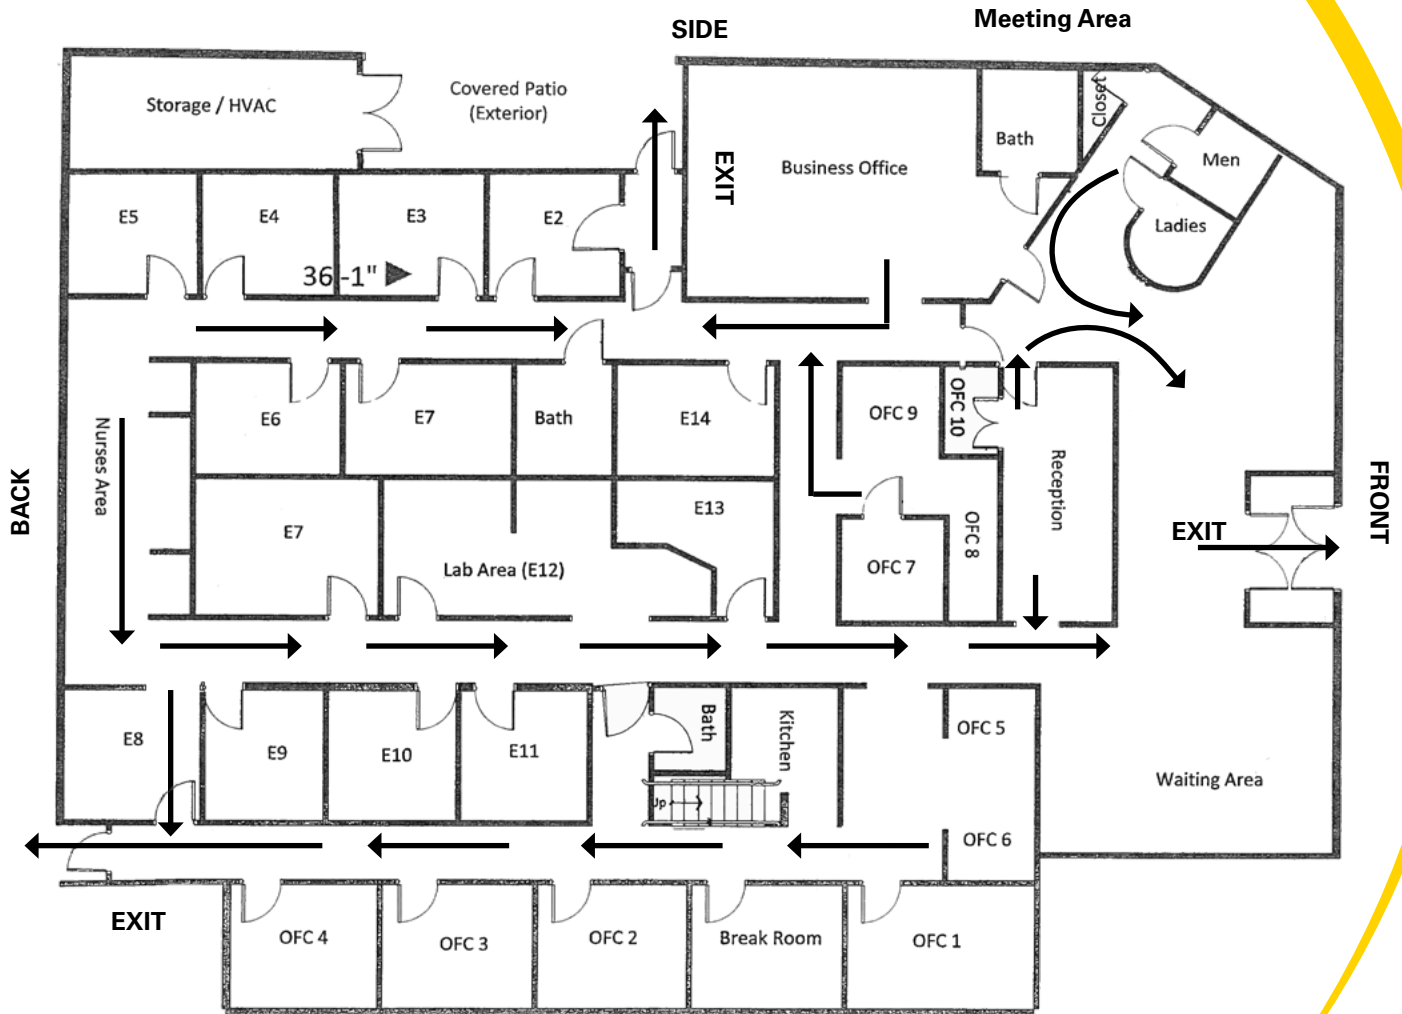 Meeting Area
SIDE
Storage / HVAC
Covered Patio
(Exterior)
EXIT
Business Office
Bath
Closet
Men
Ladies
E5
E4
E3
E2
36'-1"
Nurses Area
E6
E7
Bath
E14
OFC 9
OFC 10
Reception
BACK
FRONT
E7
Lab Area (E12)
E13
OFC 7
OFC 8
EXIT
E8
E9
E10
E11
Bath
Kitchen
OFC 5
Up
OFC 6
Waiting Area
EXIT
OFC 4
OFC 3
OFC 2
Break Room
OFC 1